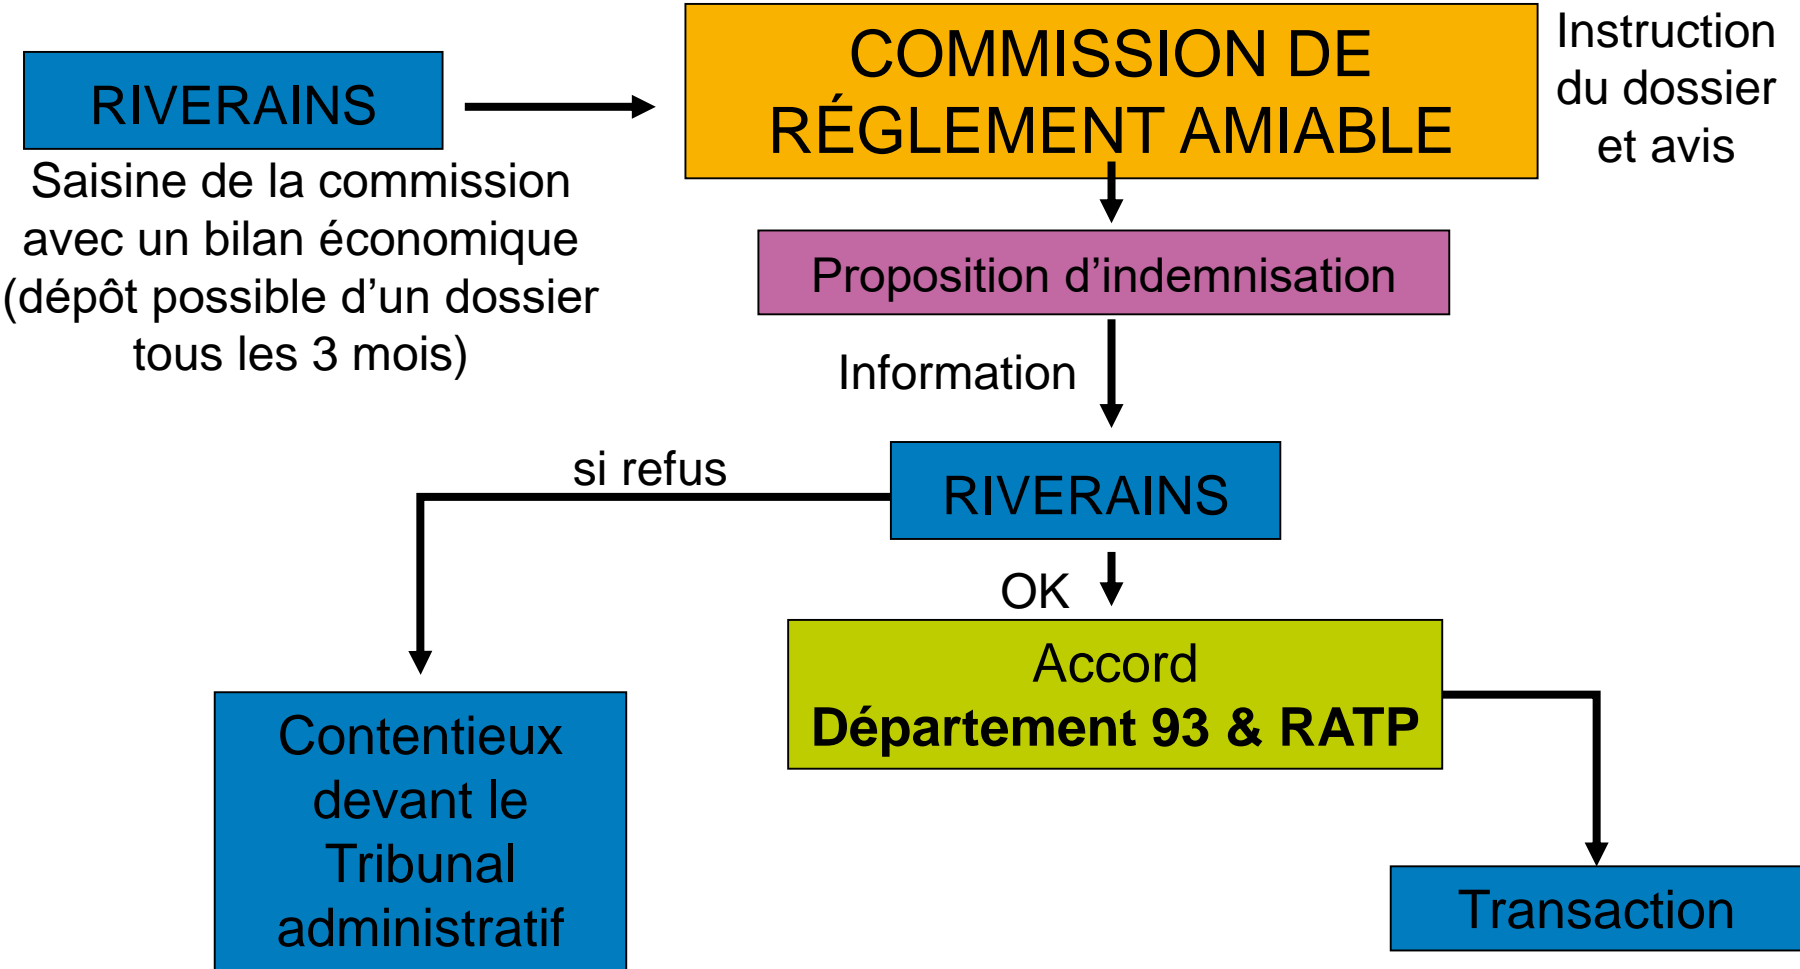 RIVERAINS
Saisine de la commission
avec un bilan économique
(dépôt possible d’un dossier
tous les 3 mois)
COMMISSION DE
RÉGLEMENT AMIABLE
Instruction
du dossier
et avis
Proposition d’indemnisation
Information
RIVERAINS
si refus
OK
Accord
Département 93 & RATP
Contentieux
devant le
Tribunal
administratif
Transaction